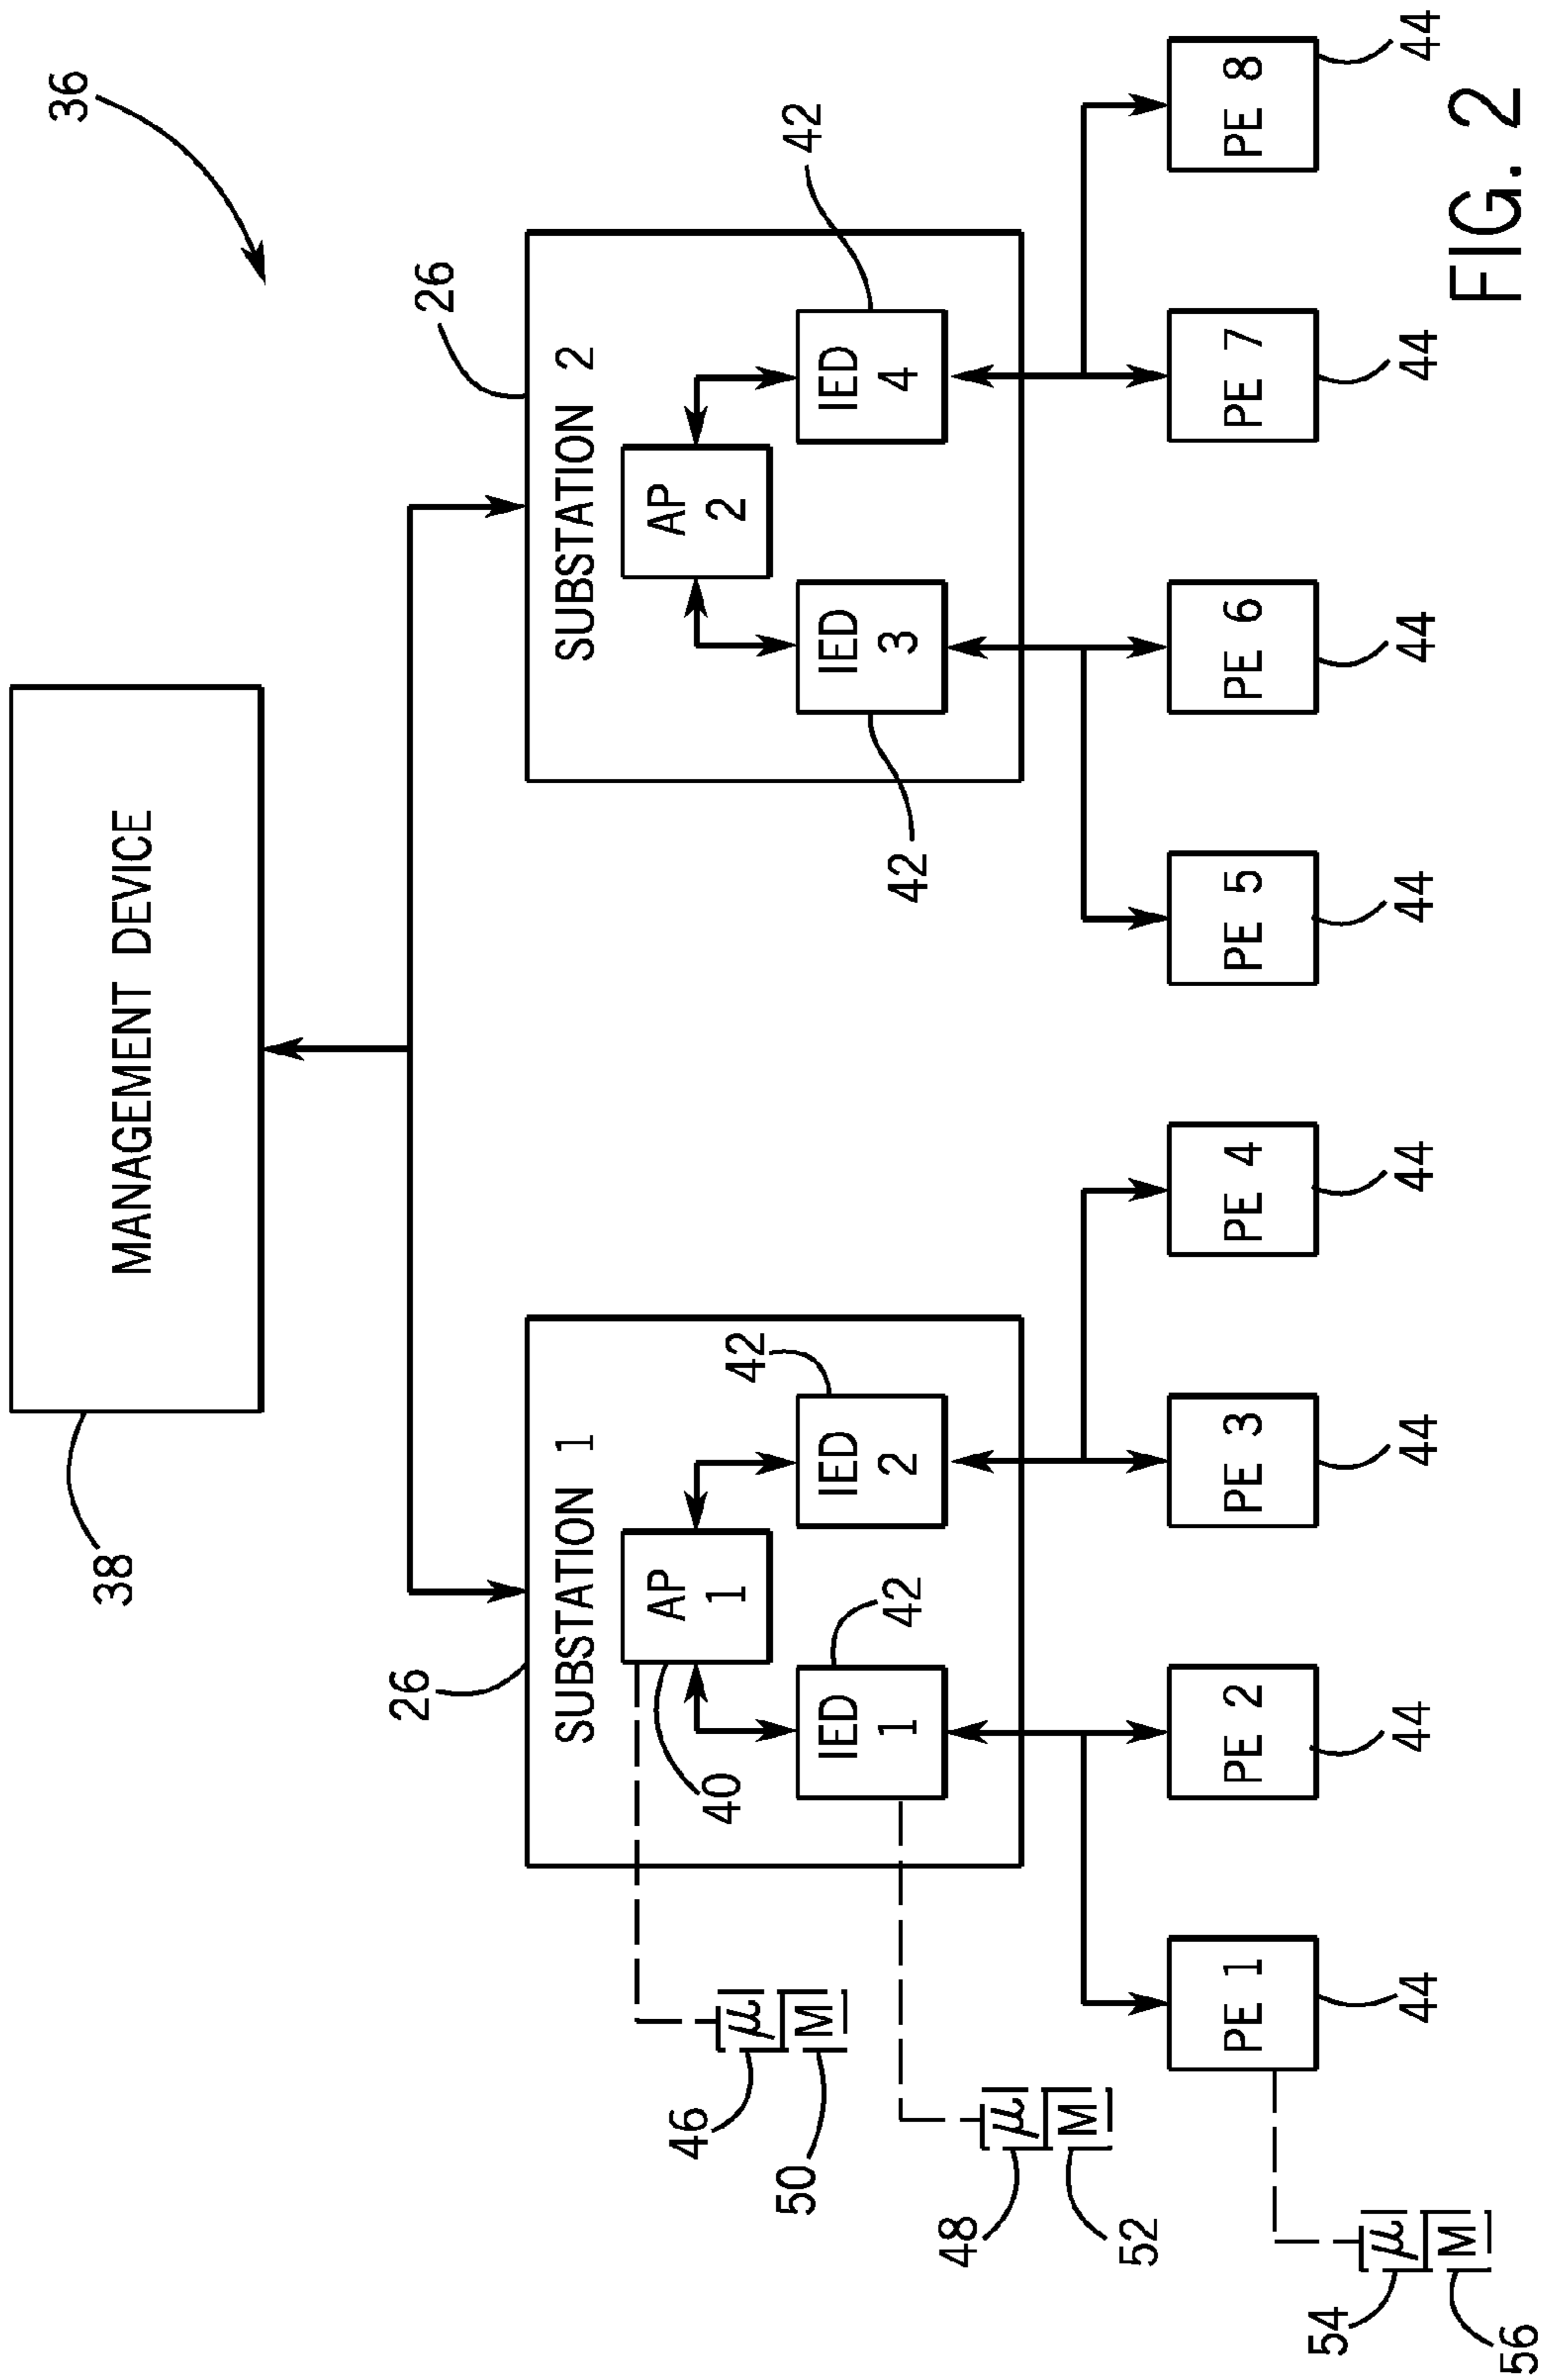 36
MANAGEMENT DEVICE
38
26
26
SUBSTATION 1
SUBSTATION 2
AP
1
AP
2
40
42
42
42
42
IED
1
IED
2
IED
3
IED
4
46
μ
50
M
48
μ
52
M
PE 1
PE 2
PE 3
PE 4
PE 5
PE 6
PE 7
PE 8
44
44
44
44
44
44
44
44
54
μ
56
M
FIG. 2